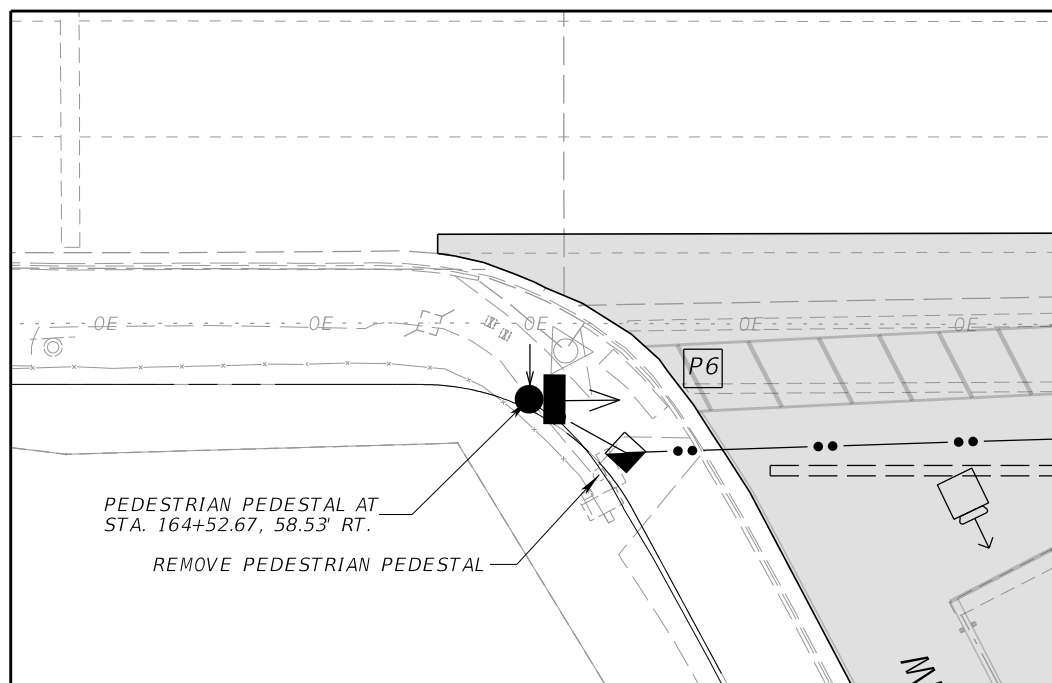 OE OE OE OE OE
P6
PEDESTRIAN PEDESTAL AT
STA. 164+52.67, 58.53' RT.
REMOVE PEDESTRIAN PEDESTAL